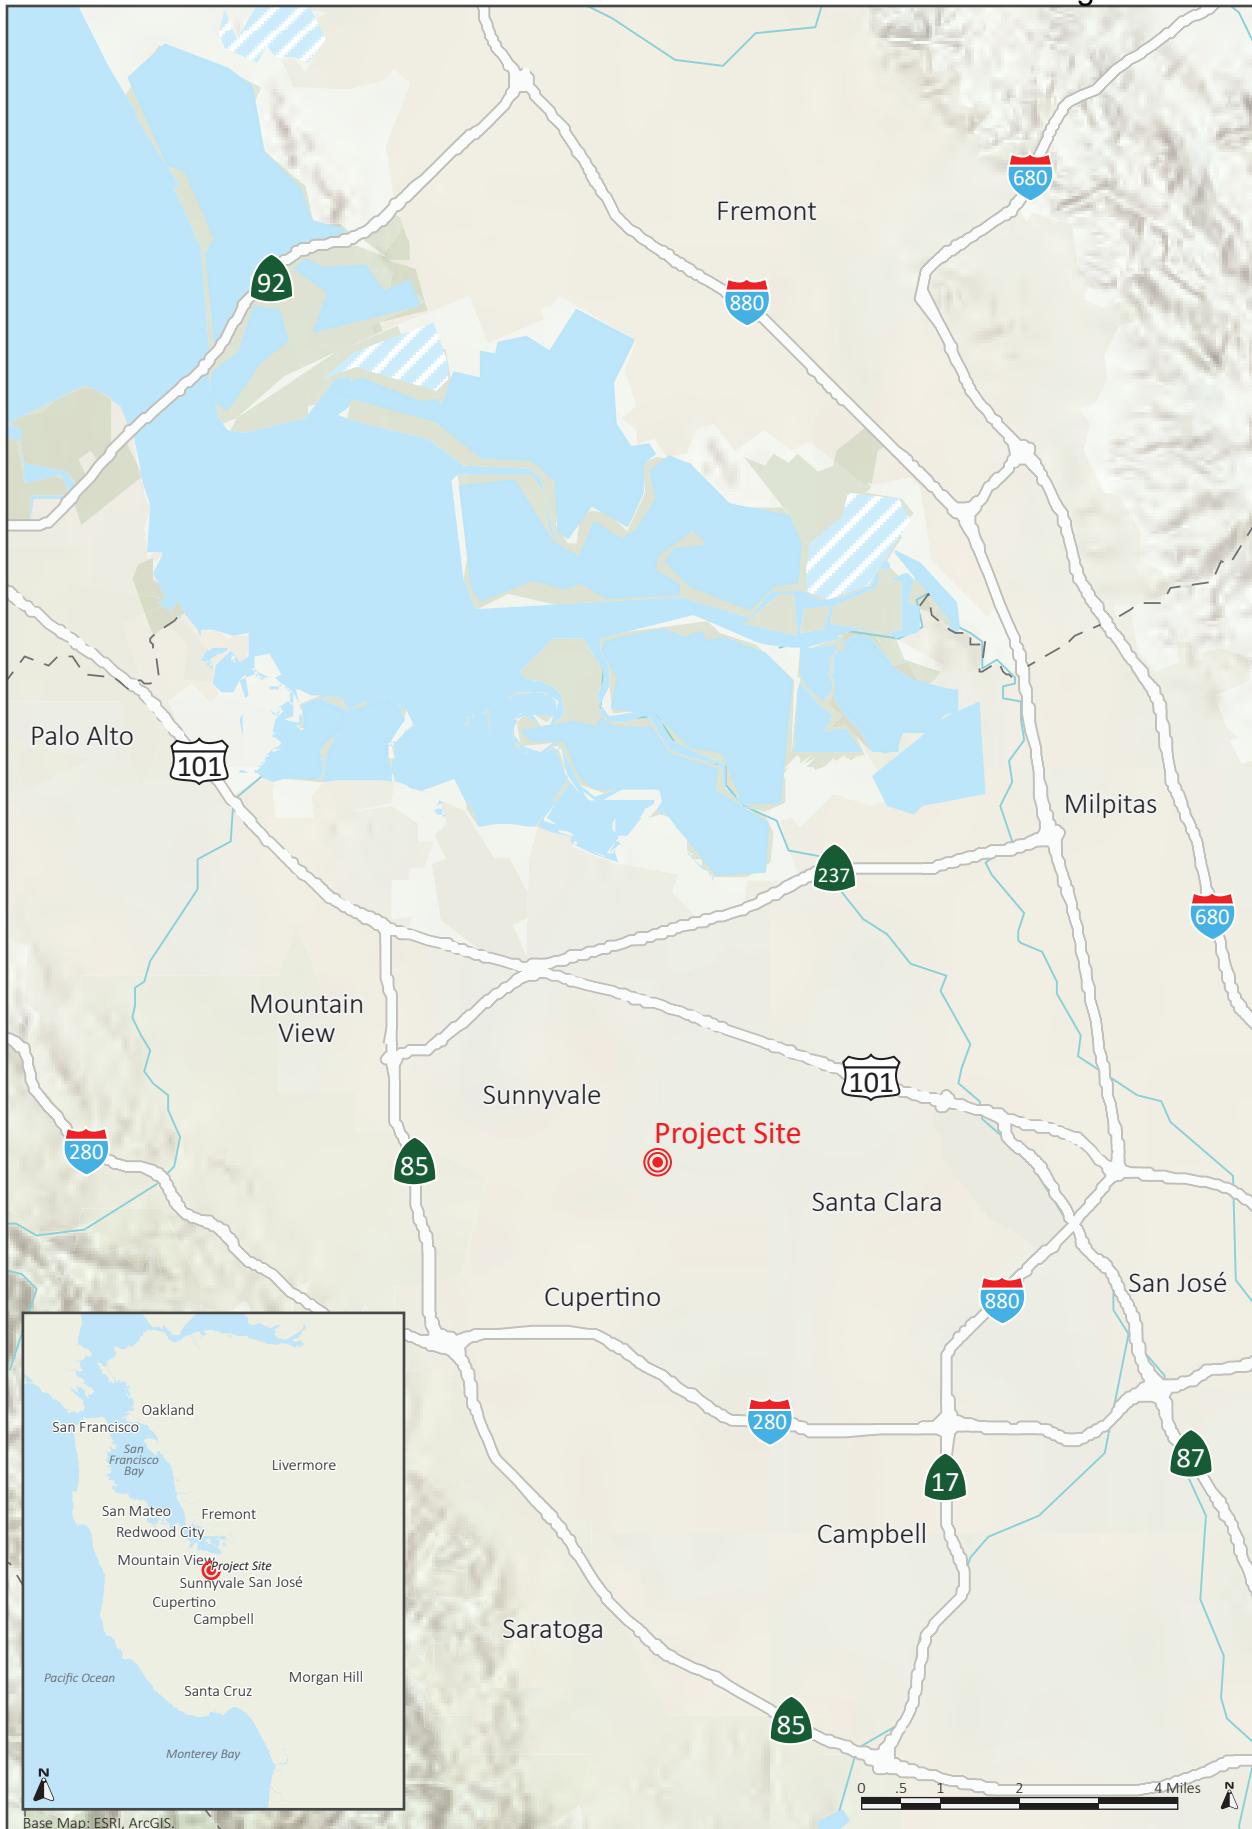 Fremont
680
92
880
Palo Alto
101
Milpitas
237
680
Mountain
View
Sunnyvale
101
Project Site
280
85
Santa Clara
Cupertino
880
San José
280
87
17
Campbell
Saratoga
85
Oakland
San Francisco
San
Francisco
Bay
Livermore
San Mateo
Fremont
Redwood City
Mountain View
Project Site
Sunnyvale
San José
Cupertino
Campbell
Pacific Ocean
Morgan Hill
Santa Cruz
Monterey Bay
N
0 .5 1 2 4 Miles
N
Base Map: ESRI, ArcGIS.